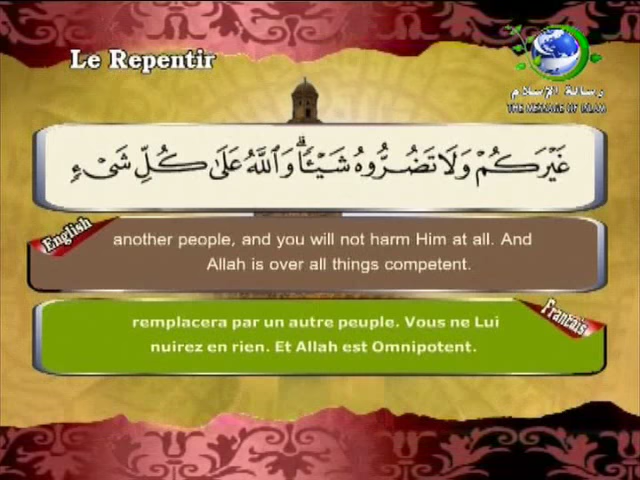 Le Repentir
رسالة الإسلام
THE MESSAGE OF ISLAM
غَيْرَكُمْ وَلَا تَضُرُّوهُ شَيْـًٔاۗ وَٱللَّهُ عَلَىٰ كُلِّ شَىْءٍ
English
another people, and you will not harm Him at all. And
Allah is over all things competent.
Francais
remplacera par un autre peuple. Vous ne Lui
nuirez en rien. Et Allah est Omnipotent.